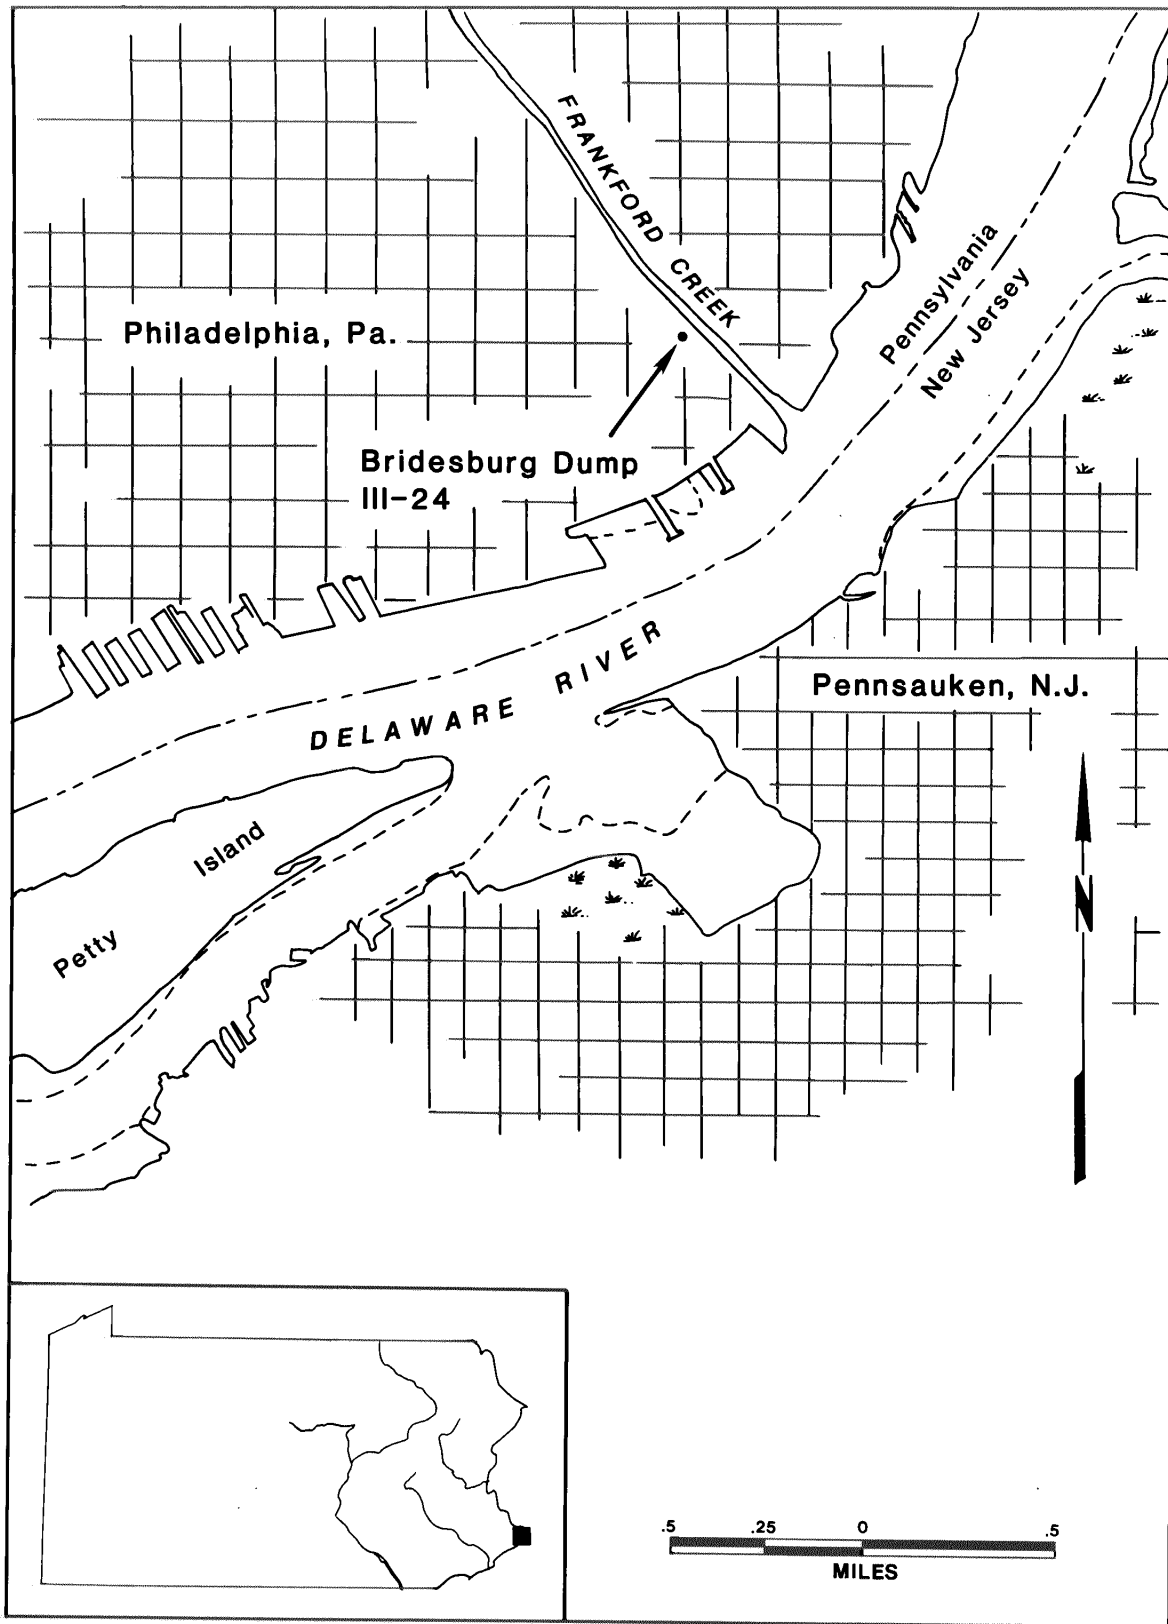 FRANKFORD CREEK
Philadelphia, Pa.
Pennsylvania
New Jersey
Bridesburg Dump
III-24
DELAWARE RIVER
Pennsauken, N.J.
Petty Island
N
.5 .25 0 .5
MILES